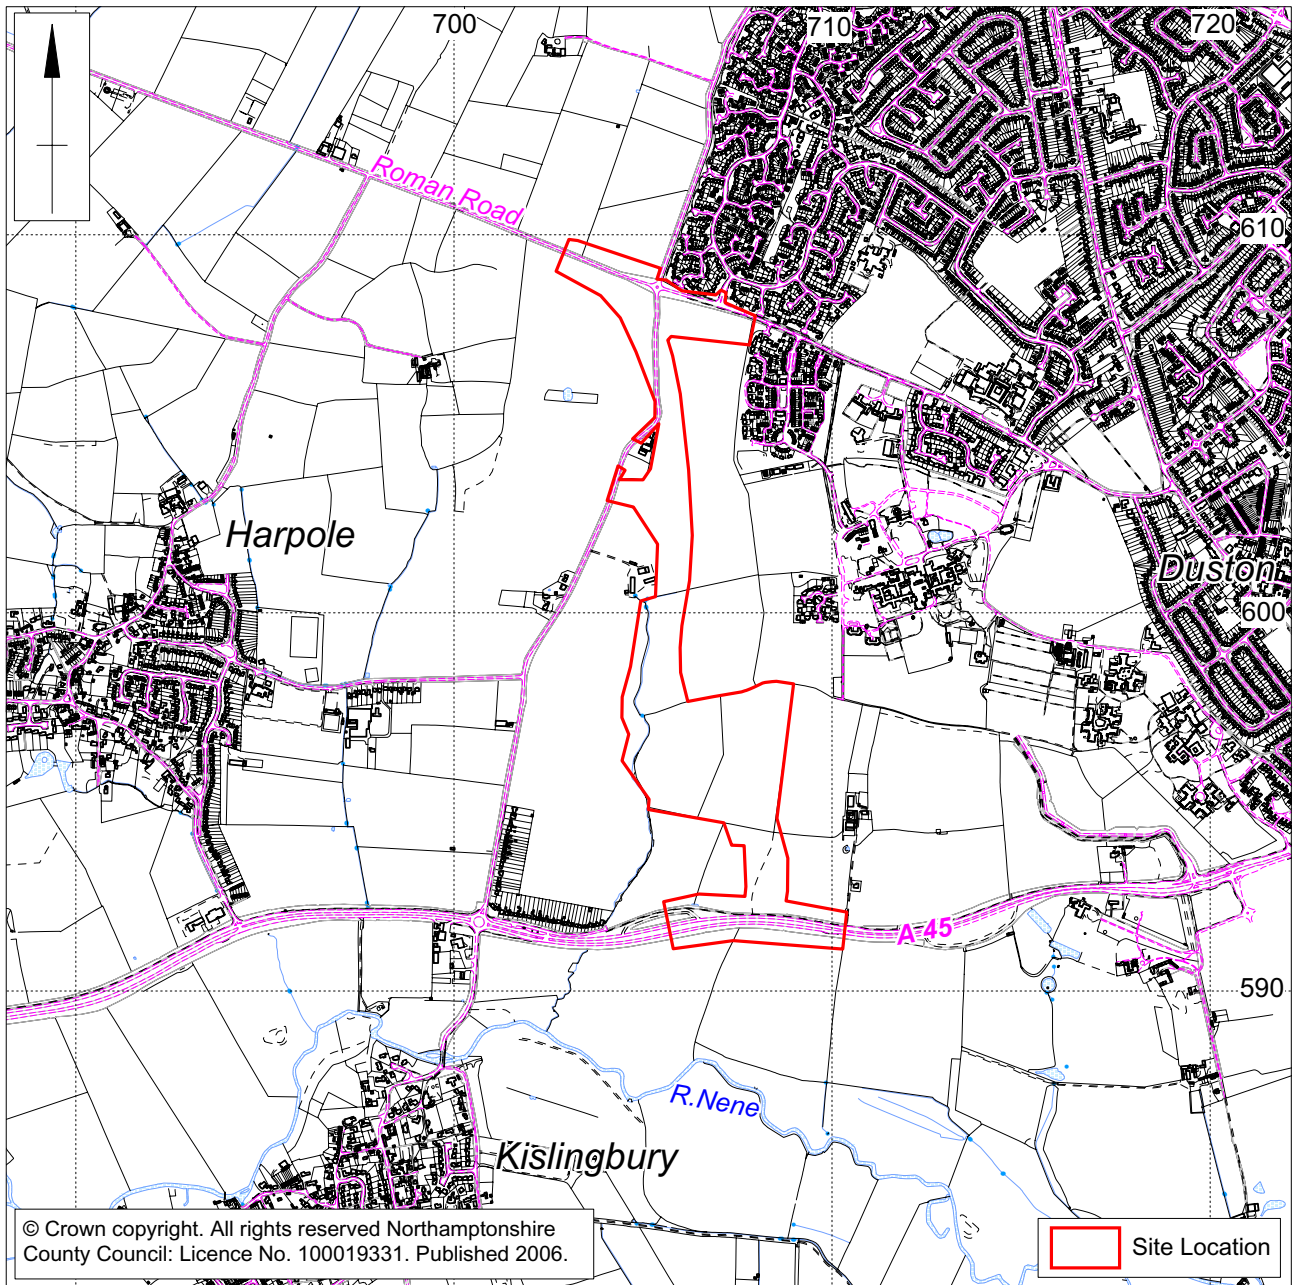 700
710
720
Roman Road
610
Harpole
Duston
600
A 45
590
R.Nene
Kislingbury
© Crown copyright. All rights reserved Northamptonshire
County Council: Licence No. 100019331. Published 2006.
Site Location